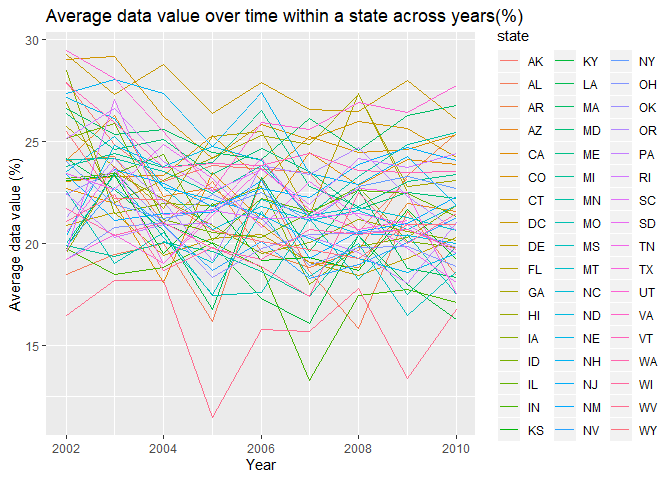 Average data value over time within a state across years(%)
Average data value (%)
30
25
20
15
2002
2004
2006
2008
2010
Year
state
AK
AL
AR
AZ
CA
CO
CT
DC
DE
FL
GA
HI
IA
ID
IL
IN
KS
KY
LA
MA
MD
ME
MI
MN
MO
MS
MT
NC
ND
NE
NH
NJ
NM
NV
NY
OH
OK
OR
PA
RI
SC
SD
TN
TX
UT
VA
VT
WA
WI
WV
WY